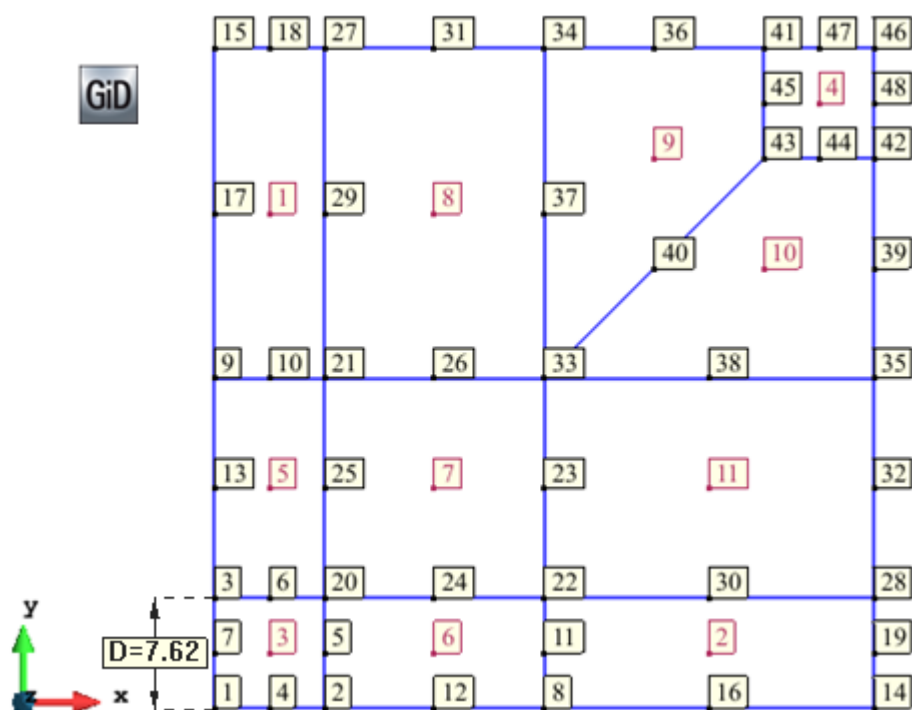 15 18 27 31 34 36 41 47 46
GiD
45 4 48
9 43 44 42
17 1 29 8 37
40 10 39
9 10 21 26 33 38 35
13 5 25 7 23 11 32
3 6 20 24 22 30 28
y
7 3 5 6 11 2 19
D=7.62
z x 1 4 2 12 8 16 14